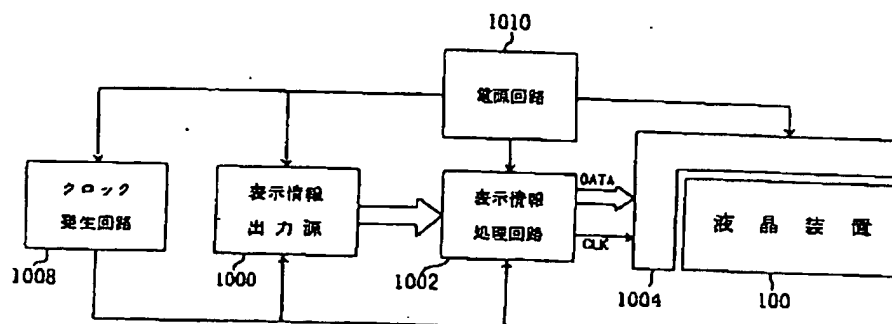 1010
電源回路
クロック
発生回路
表示情報
出力源
表示情報
処理回路
DATA
CLK
液晶装置
1008
1000
1002
1004
100